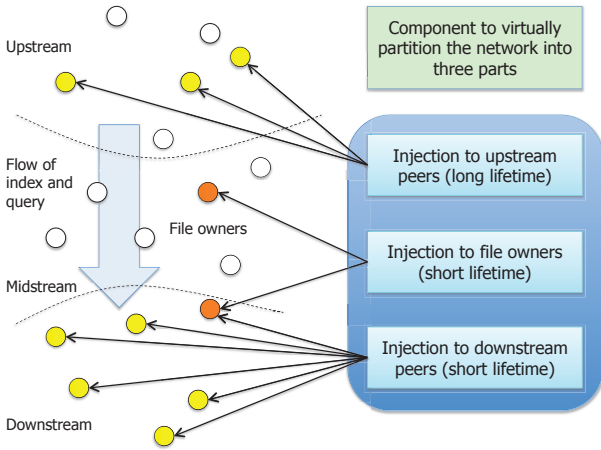 Upstream
Component to virtually
partition the network into
three parts
Flow of
index and
query
File owners
Injection to upstream
peers (long lifetime)
Injection to file owners
(short lifetime)
Midstream
Injection to downstream
peers (short lifetime)
Downstream